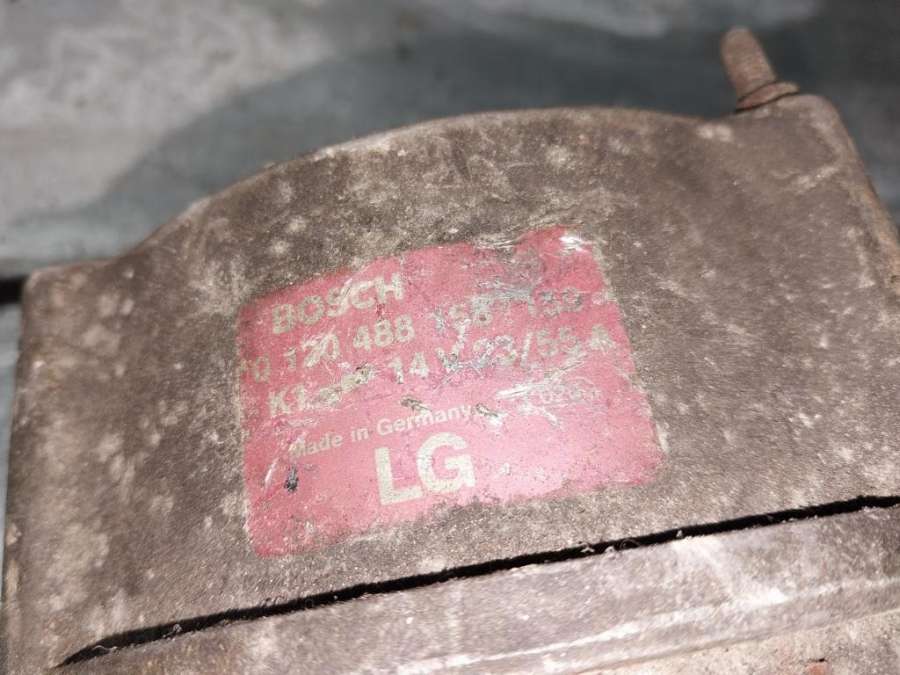 BOSCH
0 120 488
14 V 23/55 A
Made in Germany
LG